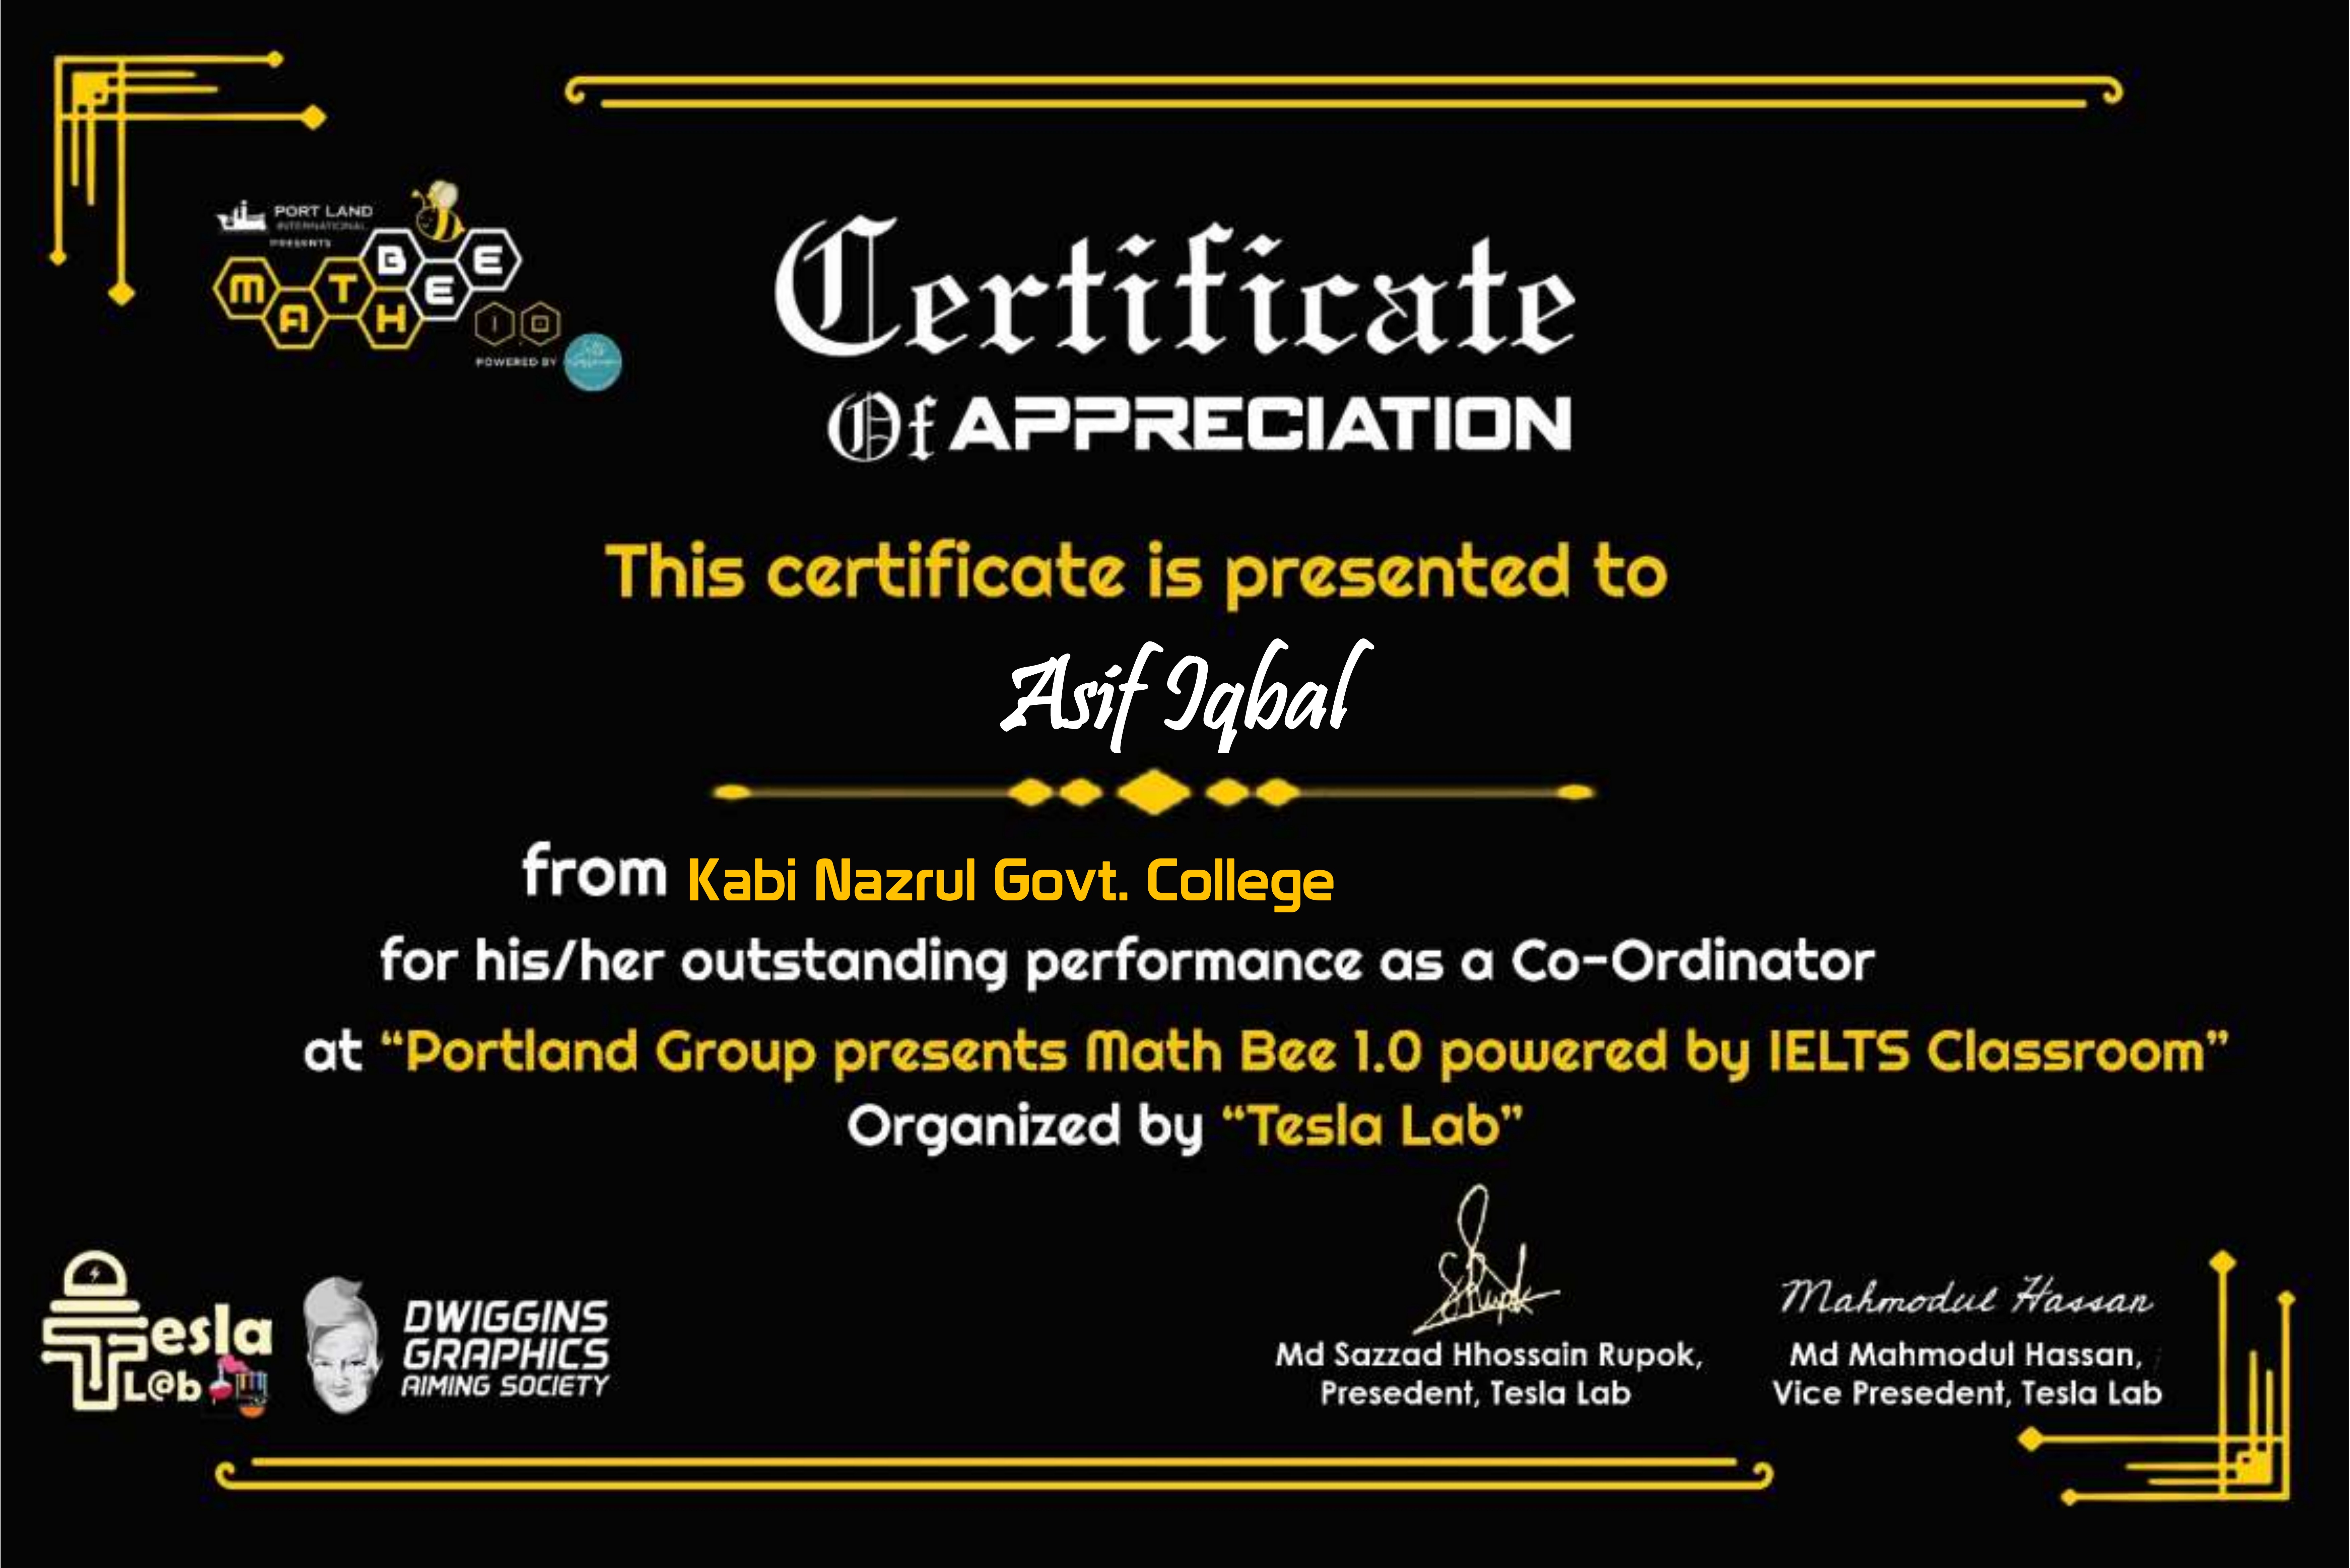 PORT LAND
INTERNATIONAL
PRESENTS
MATH BEE
1.0
POWERED BY
Certificate
Of APPRECIATION
This certificate is presented to
Asif Iqbal
from Kabi Nazrul Govt. College
for his/her outstanding performance as a Co-Ordinator
at “Portland Group presents Math Bee 1.0 powered by IELTS Classroom”
Organized by “Tesla Lab”
Tesla
L@b
DWIGGINS
GRAPHICS
AIMING SOCIETY
Mahmodul Hassan
Md Sazzad Hhossain Rupok,
Presedent, Tesla Lab
Md Mahmodul Hassan,
Vice Presedent, Tesla Lab